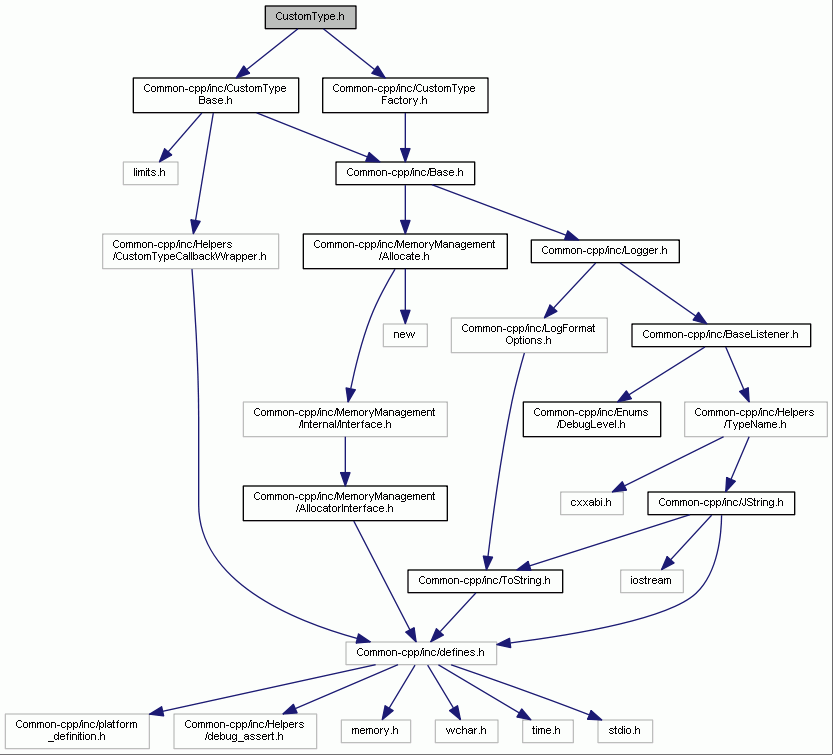 CustomType.h
Common-cpp/inc/CustomType
Base.h
Common-cpp/inc/CustomType
Factory.h
limits.h
Common-cpp/inc/Base.h
Common-cpp/inc/Helpers
/CustomTypeCallbackWrapper.h
Common-cpp/inc/MemoryManagement
/Allocate.h
Common-cpp/inc/Logger.h
new
Common-cpp/inc/LogFormat
Options.h
Common-cpp/inc/BaseListener.h
Common-cpp/inc/MemoryManagement
/Internal/Interface.h
Common-cpp/inc/Enums
/DebugLevel.h
Common-cpp/inc/Helpers
/TypeName.h
Common-cpp/inc/MemoryManagement
/AllocatorInterface.h
cxxabi.h
Common-cpp/inc/JString.h
Common-cpp/inc/ToString.h
iostream
Common-cpp/inc/defines.h
Common-cpp/inc/platform
_definition.h
Common-cpp/inc/Helpers
/debug_assert.h
memory.h
wchar.h
time.h
stdio.h